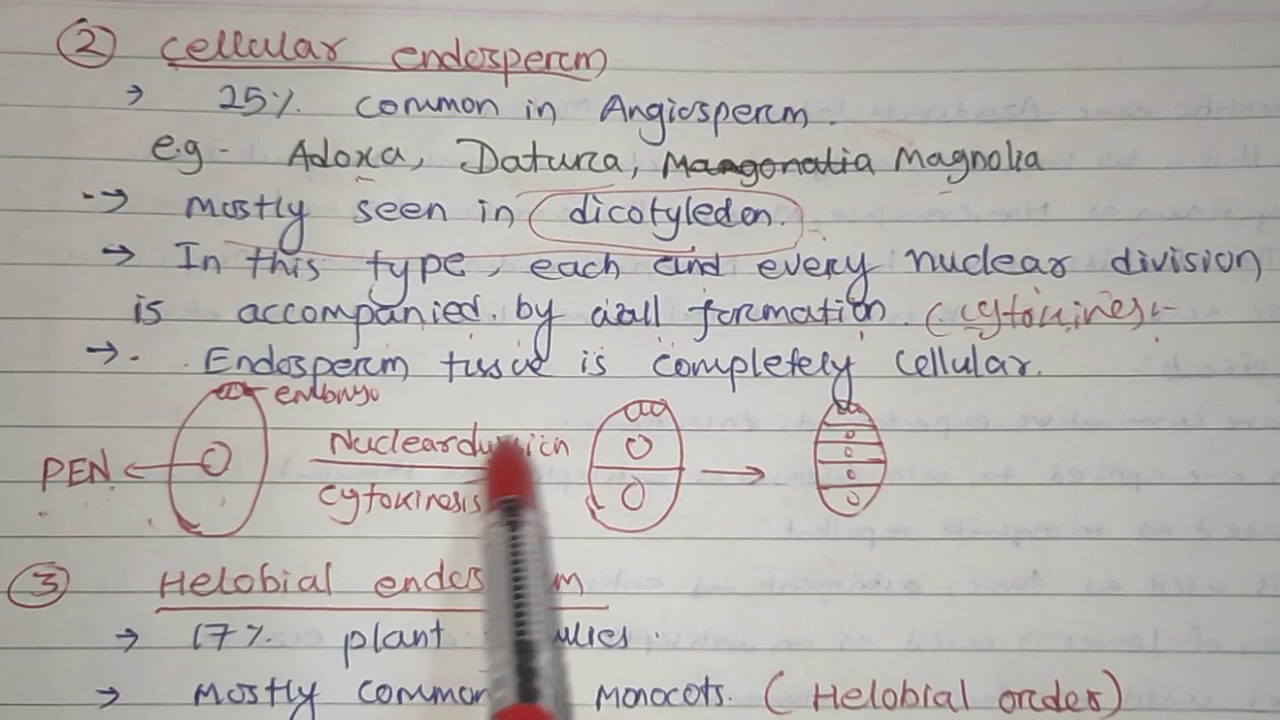 ② Cellular endosperm
→ 25% common in Angiosperm.
e.g - Adoxa, Datura, Magnolia
→ mostly seen in dicotyledon.
→ In this type, each and every nuclear division
is accompanied by wall formation. (cytokinesis
→ Endosperm tissue is completely cellular.
embryo
PEN
Nuclear division
cytokinesis
③ Helobial
→ 17% plant
→ Mostly common monocots. (Helobial order)